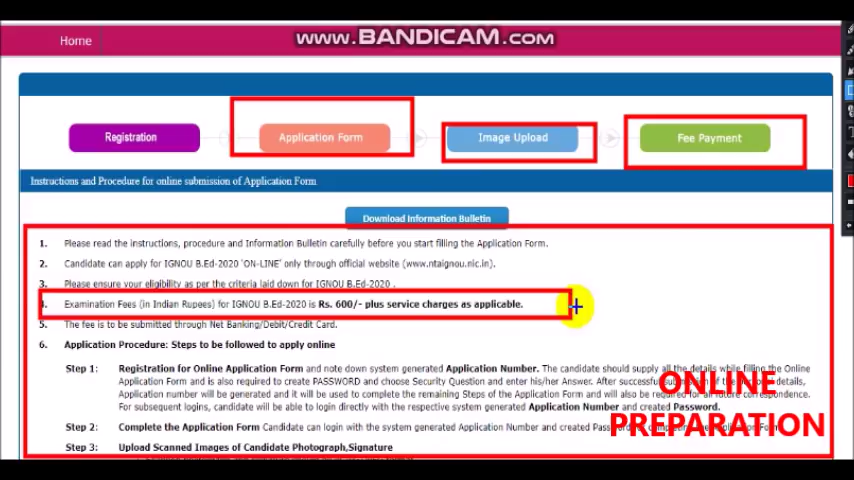 www.BANDICAM.com
Home
Registration
Application Form
Image Upload
Fee Payment
Instructions and Procedure for online submission of Application Form
Download Information Bulletin
1. Please read the instructions, procedure and Information Bulletin carefully before you start filling the Application Form.
2. Candidate can apply for IGNOU B.Ed-2020 'ON-LINE' only through official website (www.ntaignou.nic.in).
3. Please ensure your eligibility as per the criteria laid down for IGNOU B.Ed-2020 .
Examination Fees (in Indian Rupees) for IGNOU B.Ed-2020 is Rs. 600/- plus service charges as applicable.
5. The fee is to be submitted through Net Banking/Debit/Credit Card.
6. Application Procedure: Steps to be followed to apply online
Step 1: Registration for Online Application Form and note down system generated Application Number. The candidate should supply all the details while filling the Online
Application Form and is also required to create PASSWORD and choose Security Question and enter his/her Answer. After successful submission of the details,
Application number will be generated and it will be used to complete the remaining Steps of the Application Form and will also be required for all future correspondence.
For subsequent logins, candidate will be able to login directly with the respective system generated Application Number and created Password.
Step 2: Complete the Application Form Candidate can login with the system generated Application Number and created Form
Step 3: Upload Scanned Images of Candidate Photograph,Signature
ONLINE
PREPARATION